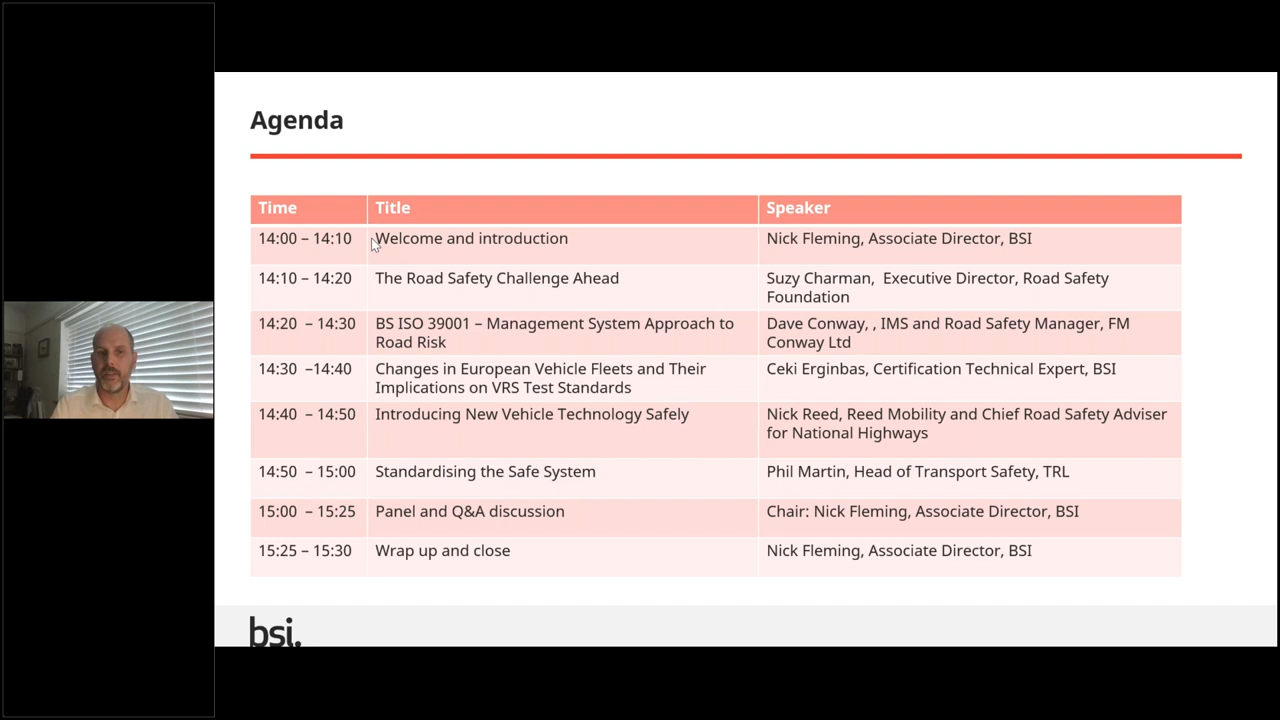 Agenda
Time Title Speaker
14:00 – 14:10 Welcome and introduction Nick Fleming, Associate Director, BSI
14:10 – 14:20 The Road Safety Challenge Ahead Suzy Charman,  Executive Director, Road Safety
Foundation
14:20  – 14:30 BS ISO 39001 – Management System Approach to
Road Risk
Dave Conway, , IMS and Road Safety Manager, FM
Conway Ltd
14:30  –14:40 Changes in European Vehicle Fleets and Their
Implications on VRS Test Standards
Ceki Erginbas, Certification Technical Expert, BSI
14:40  –14:50 Introducing New Vehicle Technology Safely
Nick Reed, Reed Mobility and Chief Road Safety Adviser
for National Highways
14:50  – 15:00 Standardising the Safe System Phil Martin, Head of Transport Safety, TRL
15:00  – 15:25 Panel and Q&A discussion Chair: Nick Fleming, Associate Director, BSI
15:25 – 15:30 Wrap up and close Nick Fleming, Associate Director, BSI
bsi.